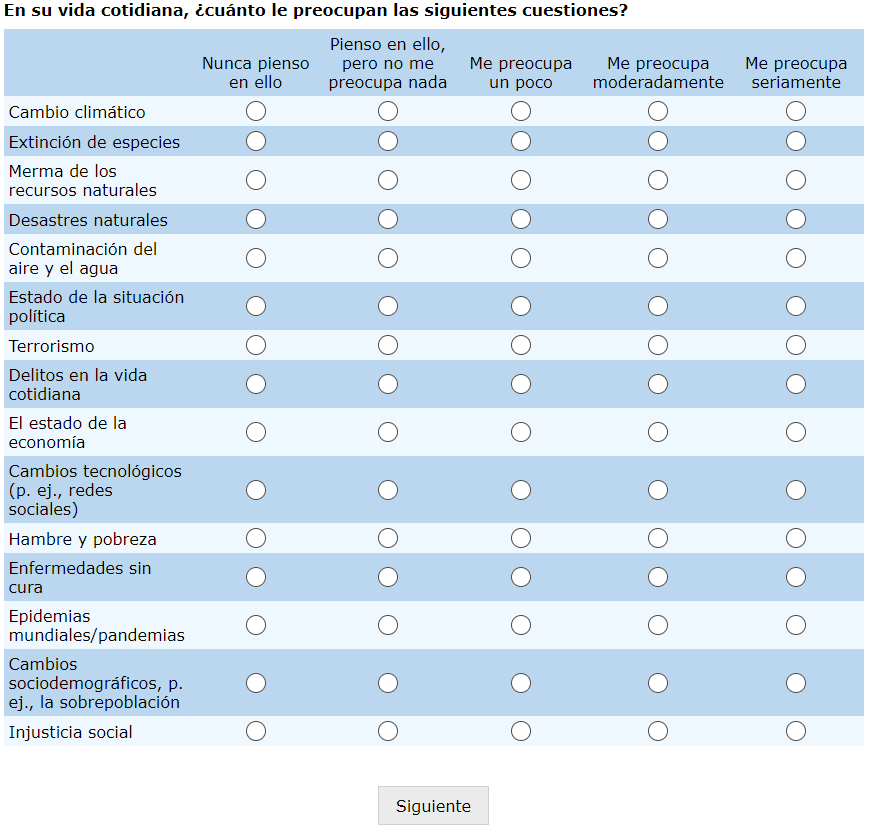 En su vida cotidiana, ¿cuánto le preocupan las siguientes cuestiones?
Nunca pienso
en ello
Pienso en ello,
pero no me
preocupa nada
Me preocupa
un poco
Me preocupa
moderadamente
Me preocupa
seriamente
Cambio climático
Extinción de especies
Merma de los
recursos naturales
Desastres naturales
Contaminación del
aire y el agua
Estado de la situación
política
Terrorismo
Delitos en la vida
cotidiana
El estado de la
economía
Cambios tecnológicos
(p. ej., redes
sociales)
Hambre y pobreza
Enfermedades sin
cura
Epidemias
mundiales/pandemias
Cambios
sociodemográficos, p.
ej., la sobrepoblación
Injusticia social
Siguiente